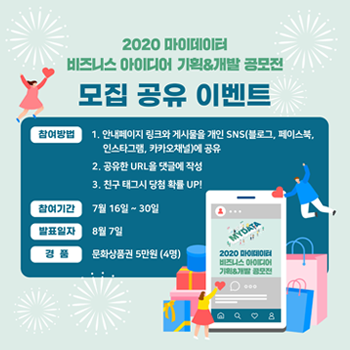 2020 마이데이터
비즈니스 아이디어 기획&개발 공모전
모집 공유 이벤트
참여방법
1. 안내페이지 링크와 게시물을 개인 SNS(블로그, 페이스북,
인스타그램, 카카오채널)에 공유
2. 공유한 URL을 댓글에 작성
3. 친구 태그시 당첨 확률 UP!
참여기간
7월 16일 ~ 30일
발표일자
8월 7일
경 품
문화상품권 5만원 (4명)
MYDATA
2020 마이데이터
비즈니스 아이디어
기획&개발 공모전